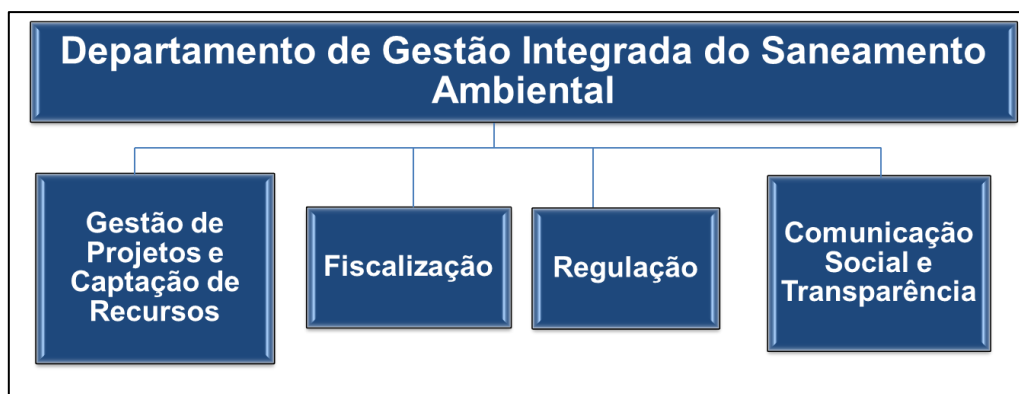 Departamento de Gestão Integrada do Saneamento
Ambiental
Gestão de
Projetos e
Captação de
Recursos
Fiscalização
Regulação
Comunicação
Social e
Transparência